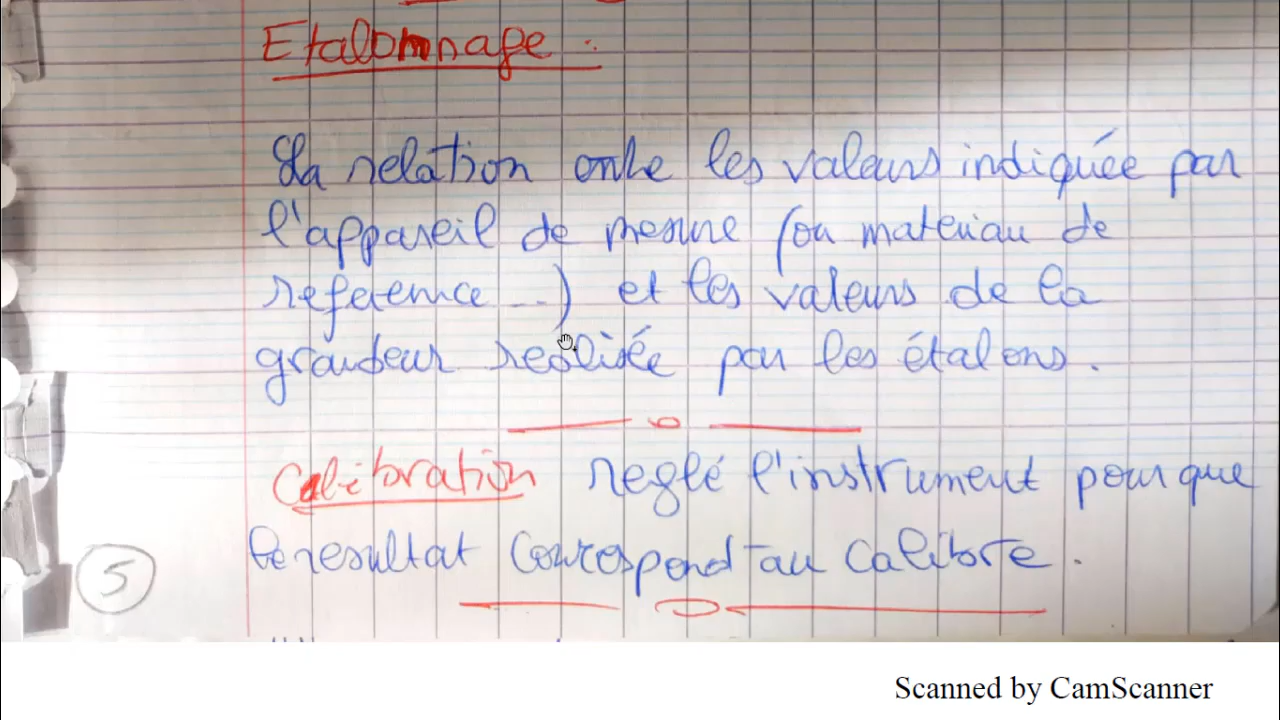 Etalonnage :
La relation entre les valeurs indiquée par
l'appareil de mesure (ou materiau de
reference ...) et les valeurs de la
grandeur realisée par les étalons.
Calibration reglé l'instrument pour que
le resultat correspond au calibre.
5
Scanned by CamScanner